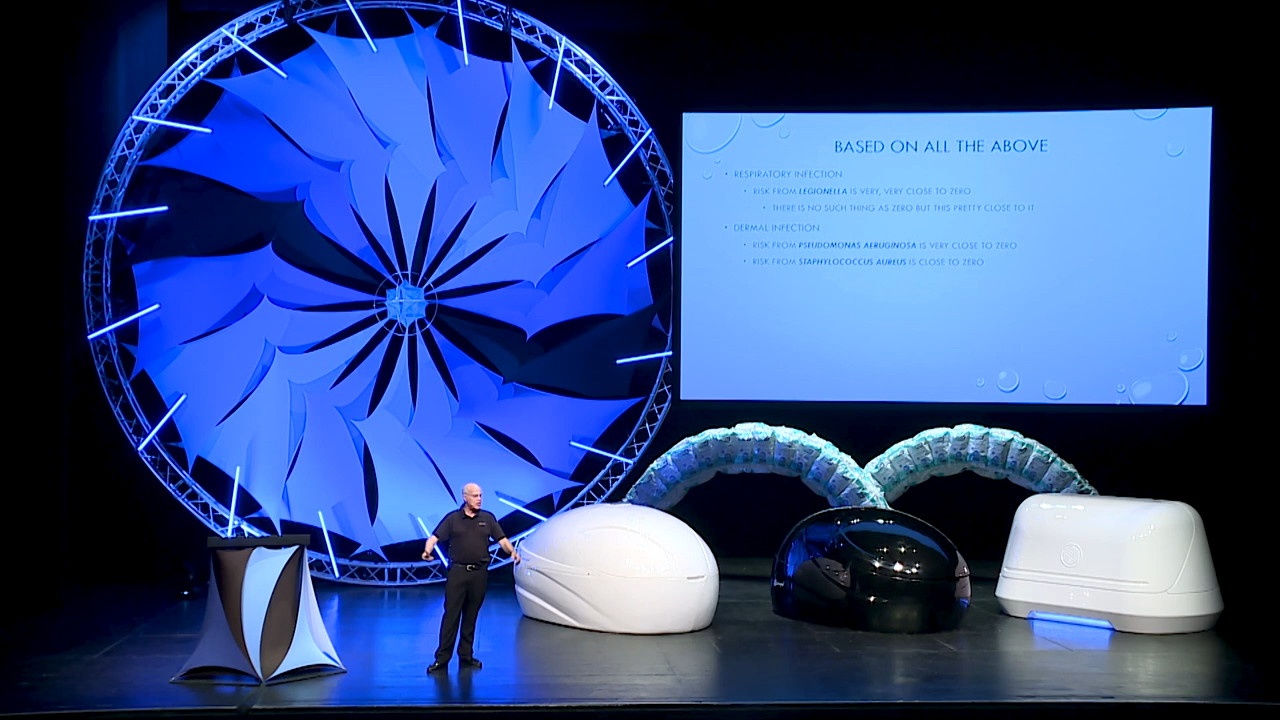 BASED ON ALL THE ABOVE
• RESPIRATORY INFECTION
• RISK FROM LEGIONELLA IS VERY, VERY CLOSE TO ZERO
• THERE IS NO SUCH THING AS ZERO BUT THIS PRETTY CLOSE TO IT
• DERMAL INFECTION
• RISK FROM PSEUDOMONAS AERUGINOSA IS VERY CLOSE TO ZERO
• RISK FROM STAPHYLOCOCCUS AUREUS IS CLOSE TO ZERO